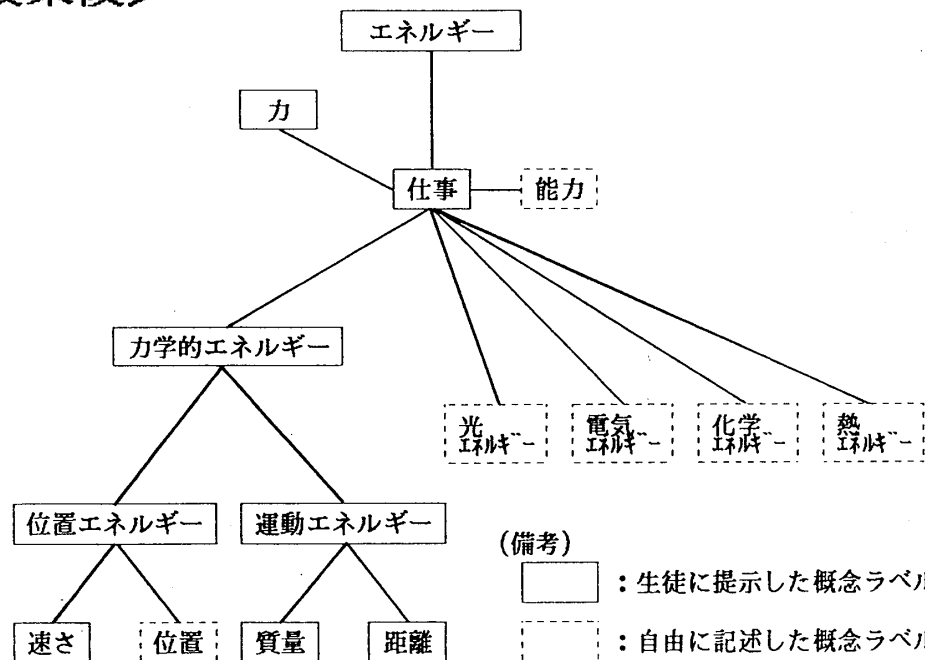 エネルギー
力
仕事
能力
力学的エネルギー
光
エネルギー
電気
エネルギー
化学
エネルギー
熱
エネルギー
位置エネルギー
運動エネルギー
(備考)
：生徒に提示した概念ラベル
速さ
位置
質量
距離
：自由に記述した概念ラベル